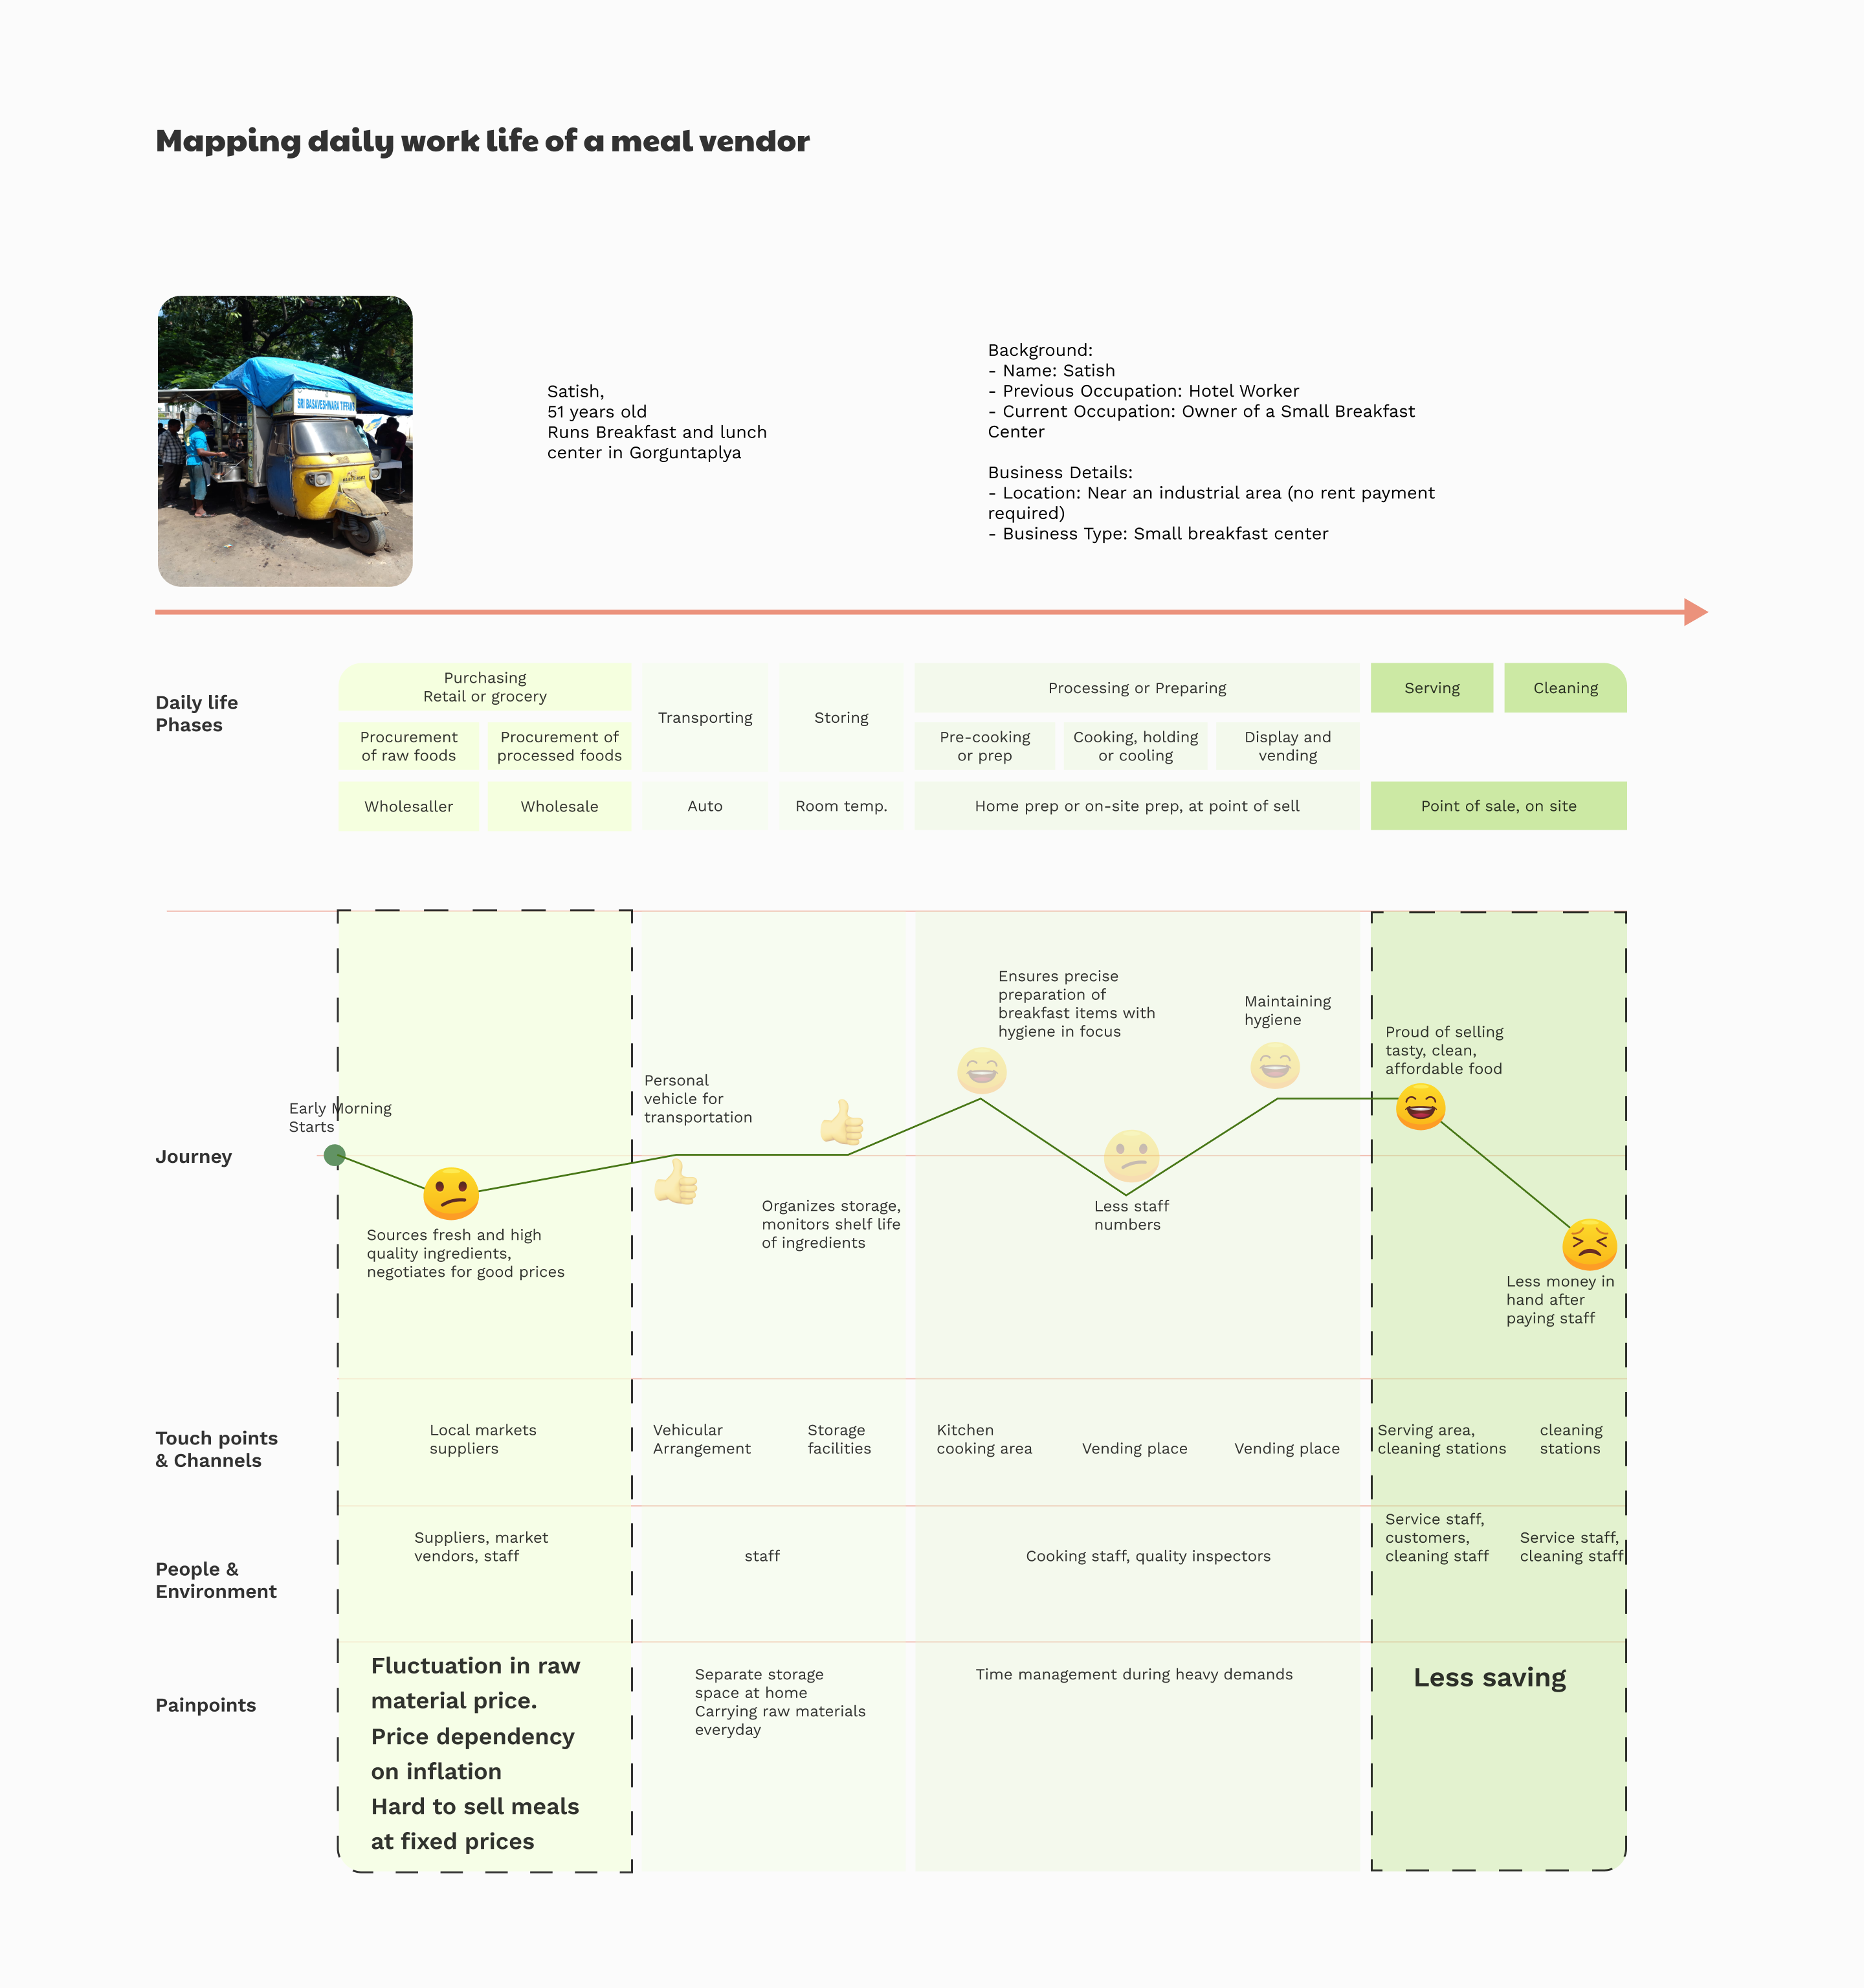 Mapping daily work life of a meal vendor
SRI BASAVESHWARA TIFFANS
Satish,
51 years old
Runs Breakfast and lunch
center in Gorguntaplya
Background:
- Name: Satish
- Previous Occupation: Hotel Worker
- Current Occupation: Owner of a Small Breakfast
Center
Business Details:
- Location: Near an industrial area (no rent payment
required)
- Business Type: Small breakfast center
Daily life
Phases
Purchasing
Retail or grocery
Transporting
Storing
Processing or Preparing
Serving
Cleaning
Procurement
of raw foods
Procurement of
processed foods
Pre-cooking
or prep
Cooking, holding
or cooling
Display and
vending
Wholesaller
Wholesale
Auto
Room temp.
Home prep or on-site prep, at point of sell
Point of sale, on site
Journey
Early Morning
Starts
Sources fresh and high
quality ingredients,
negotiates for good prices
Personal
vehicle for
transportation
Organizes storage,
monitors shelf life
of ingredients
Ensures precise
preparation of
breakfast items with
hygiene in focus
Less staff
numbers
Maintaining
hygiene
Proud of selling
tasty, clean,
affordable food
Less money in
hand after
paying staff
Touch points
& Channels
Local markets
suppliers
Vehicular
Arrangement
Storage
facilities
Kitchen
cooking area
Vending place
Vending place
Serving area,
cleaning stations
cleaning
stations
People &
Environment
Suppliers, market
vendors, staff
staff
Cooking staff, quality inspectors
Service staff,
customers,
cleaning staff
Service staff,
cleaning staff
Painpoints
Fluctuation in raw
material price.
Price dependency
on inflation
Hard to sell meals
at fixed prices
Separate storage
space at home
Carrying raw materials
everyday
Time management during heavy demands
Less saving